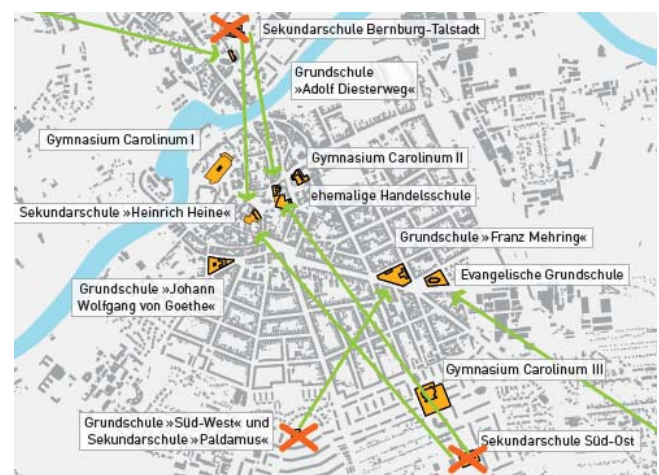 Sekundarschule Bernburg-Talstadt
Grundschule
»Adolf Diesterweg«
Gymnasium Carolinum I
Gymnasium Carolinum II
ehemalige Handelsschule
Sekundarschule »Heinrich Heine«
Grundschule »Franz Mehring«
Evangelische Grundschule
Grundschule »Johann
Wolfgang von Goethe«
Gymnasium Carolinum III
Grundschule »Süd-West« und
Sekundarschule »Paldamus«
Sekundarschule Süd-Ost